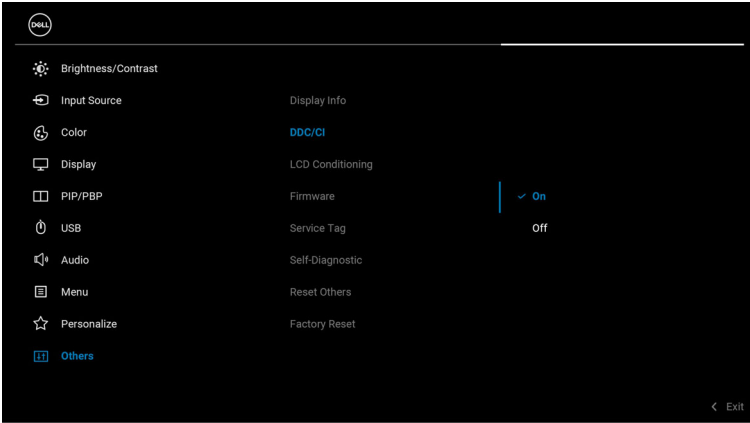 DELL
Brightness/Contrast
Input Source
Display Info
Color
DDC/CI
Display
LCD Conditioning
PIP/PBP
Firmware
On
USB
Service Tag
Off
Audio
Self-Diagnostic
Menu
Reset Others
Personalize
Factory Reset
Others
Exit